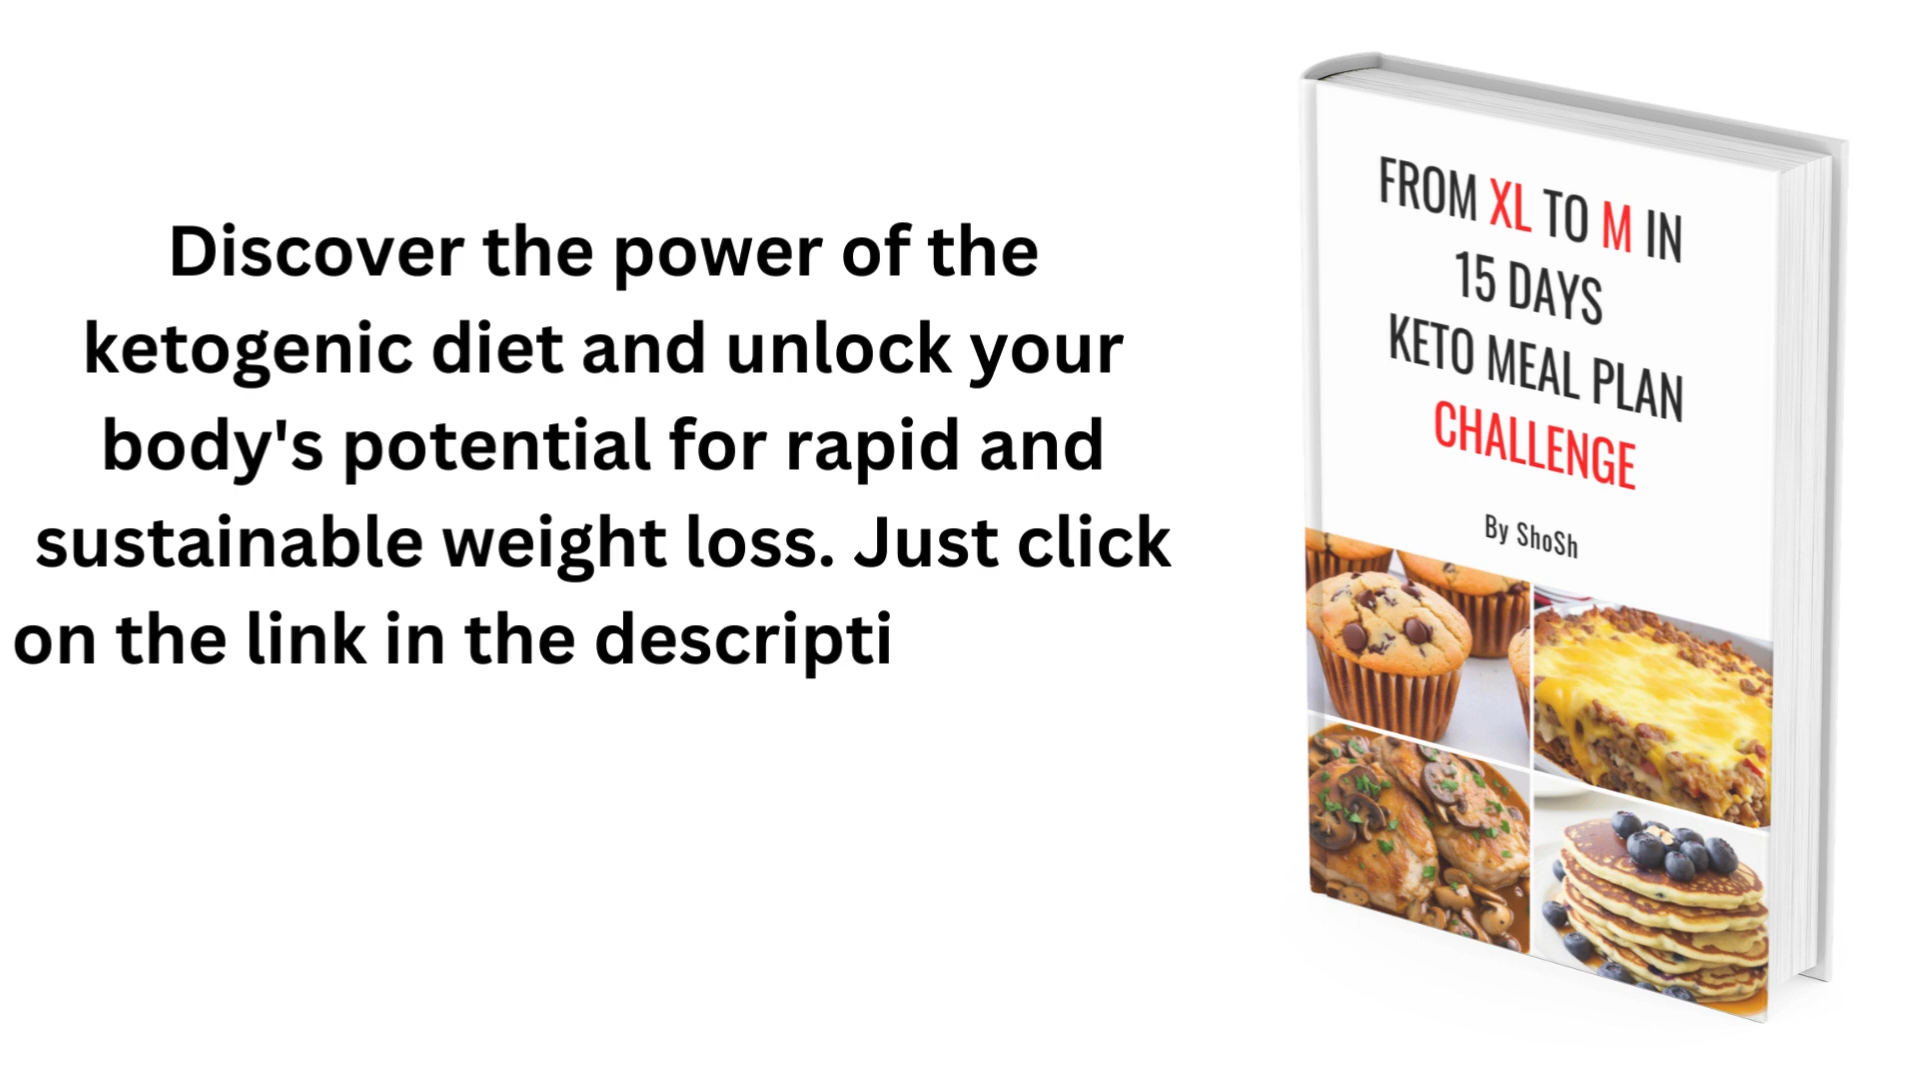 Discover the power of the
ketogenic diet and unlock your
body's potential for rapid and
sustainable weight loss. Just click
on the link in the descripti
FROM XL TO M IN
15 DAYS
KETO MEAL PLAN
CHALLENGE
By ShoSh